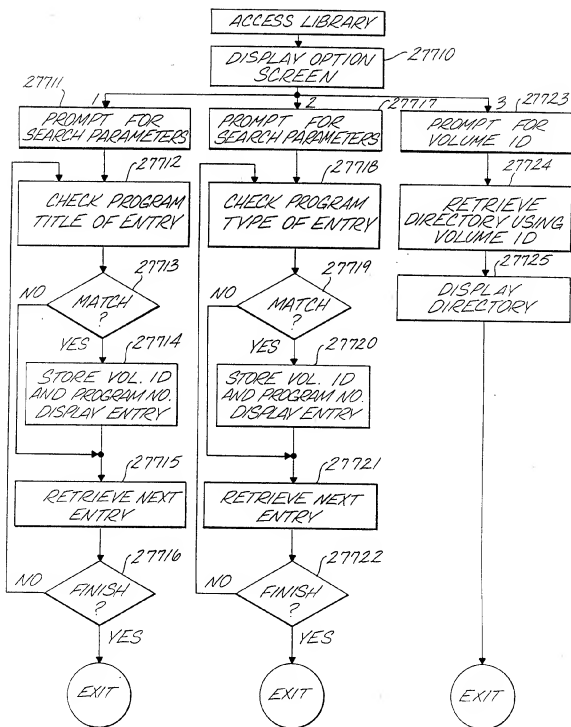 ACCESS LIBRARY
DISPLAY OPTION
SCREEN
27710
27711
1
PROMPT FOR
SEARCH PARAMETERS
27712
CHECK PROGRAM
TITLE OF ENTRY
27713
NO
MATCH
?
YES
27714
STORE VOL. ID
AND PROGRAM NO.
DISPLAY ENTRY
27715
RETRIEVE NEXT
ENTRY
27716
NO
FINISH
?
YES
EXIT
2
27717
PROMPT FOR
SEARCH PARAMETERS
27718
CHECK PROGRAM
TYPE OF ENTRY
27719
NO
MATCH
?
YES
27720
STORE VOL. ID
AND PROGRAM NO.
DISPLAY ENTRY
27721
RETRIEVE NEXT
ENTRY
27722
NO
FINISH
?
YES
EXIT
3
27723
PROMPT FOR
VOLUME ID
27724
RETRIEVE
DIRECTORY USING
VOLUME ID
27725
DISPLAY
DIRECTORY
EXIT